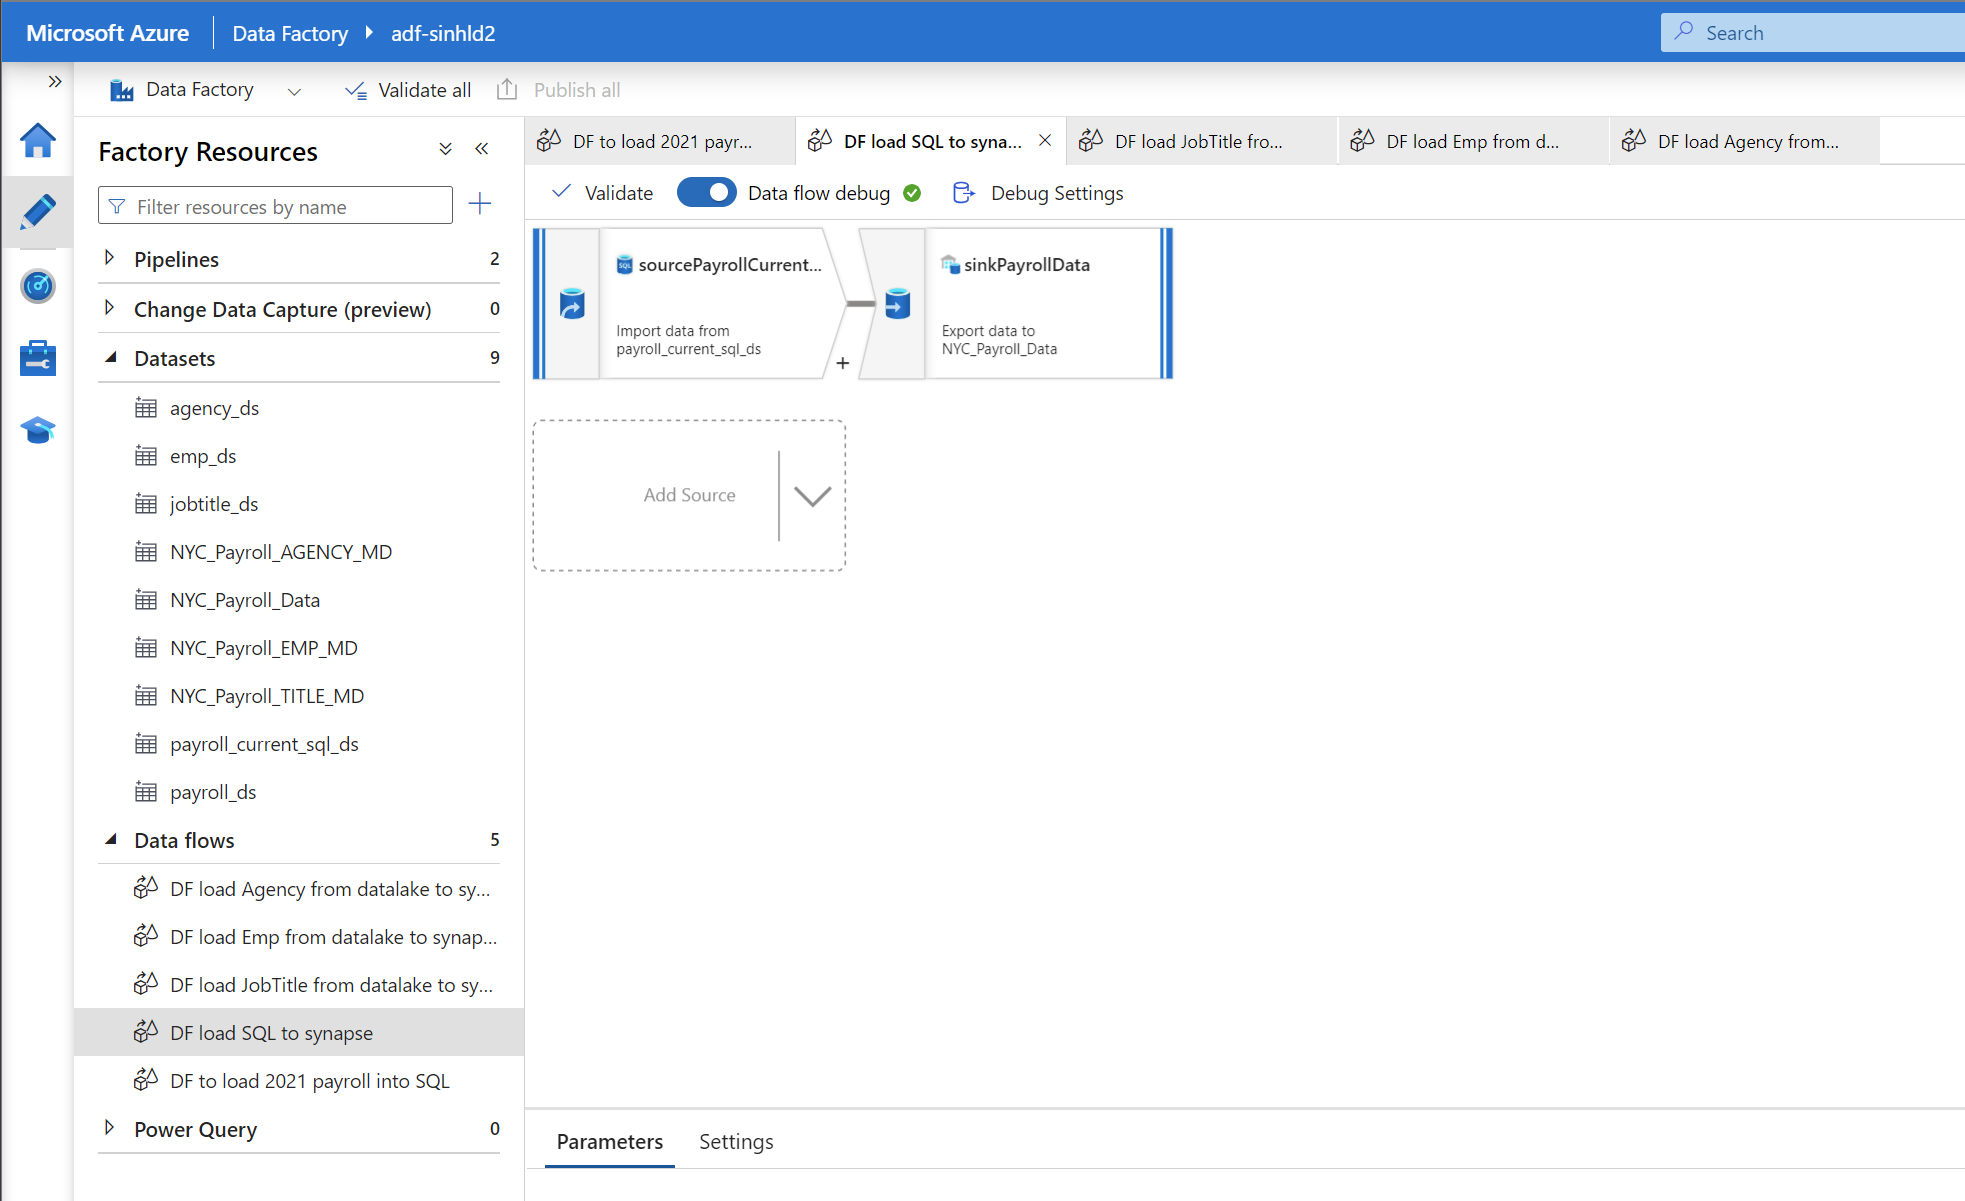 Microsoft Azure
Data Factory
adf-sinhld2
Search
Data Factory
Validate all
Publish all
Factory Resources
Filter resources by name
Pipelines 2
Change Data Capture (preview) 0
Datasets 9
agency_ds
emp_ds
jobtitle_ds
NYC_Payroll_AGENCY_MD
NYC_Payroll_Data
NYC_Payroll_EMP_MD
NYC_Payroll_TITLE_MD
payroll_current_sql_ds
payroll_ds
Data flows 5
DF load Agency from datalake to sy...
DF load Emp from datalake to synap...
DF load JobTitle from datalake to sy...
DF load SQL to synapse
DF to load 2021 payroll into SQL
Power Query 0
DF to load 2021 payr...
DF load SQL to syna...
DF load JobTitle fro...
DF load Emp from d...
DF load Agency from...
Validate
Data flow debug
Debug Settings
SQL
sourcePayrollCurrent...
Import data from
payroll_current_sql_ds
+
sinkPayrollData
Export data to
NYC_Payroll_Data
Add Source
Parameters
Settings